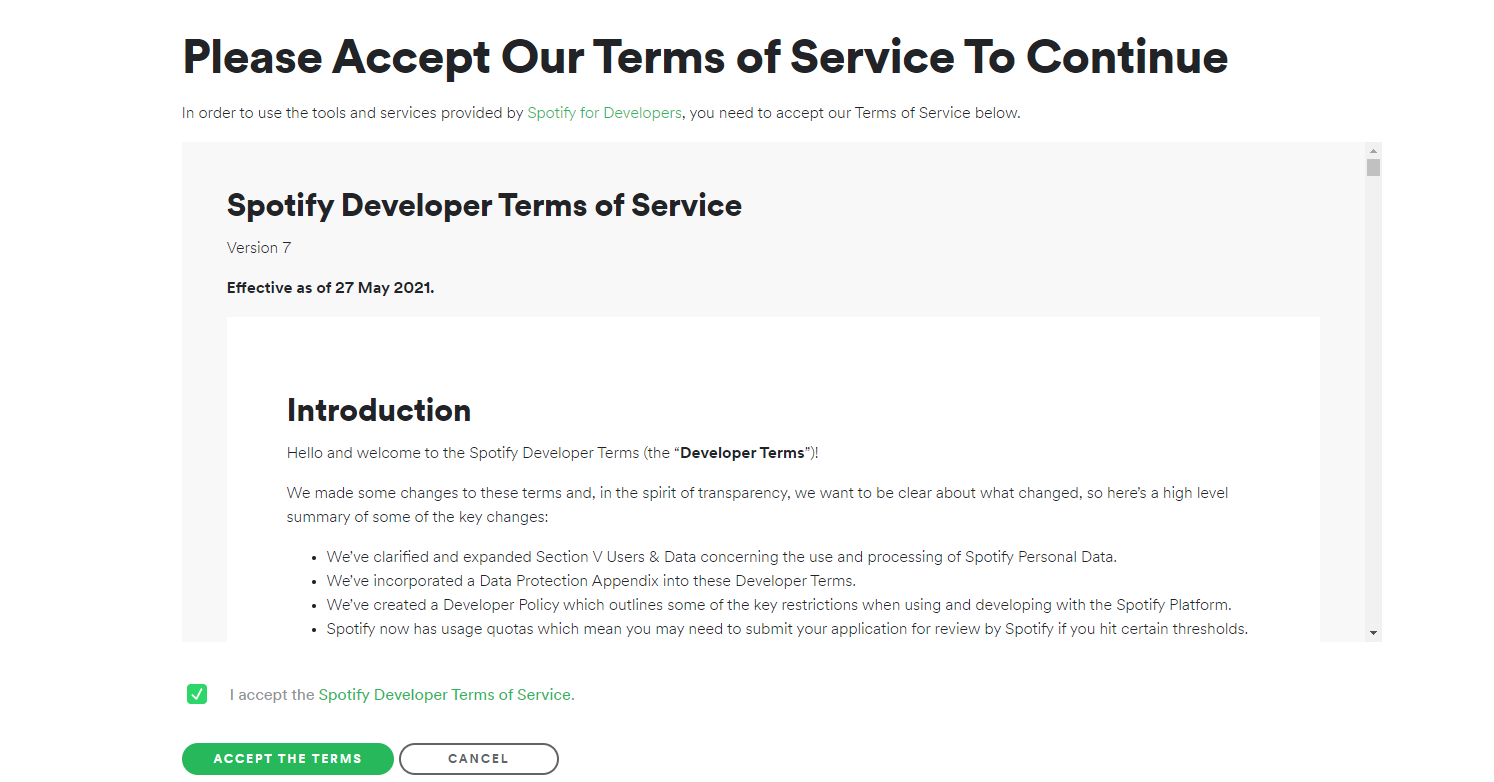 Please Accept Our Terms of Service To Continue
In order to use the tools and services provided by Spotify for Developers, you need to accept our Terms of Service below.
Spotify Developer Terms of Service
Version 7
Effective as of 27 May 2021.
Introduction
Hello and welcome to the Spotify Developer Terms (the “Developer Terms”)!
We made some changes to these terms and, in the spirit of transparency, we want to be clear about what changed, so here’s a high level
summary of some of the key changes:
• We’ve clarified and expanded Section V Users & Data concerning the use and processing of Spotify Personal Data.
• We’ve incorporated a Data Protection Appendix into these Developer Terms.
• We’ve created a Developer Policy which outlines some of the key restrictions when using and developing with the Spotify Platform.
• Spotify now has usage quotas which mean you may need to submit your application for review by Spotify if you hit certain thresholds.
I accept the Spotify Developer Terms of Service.
ACCEPT THE TERMS CANCEL